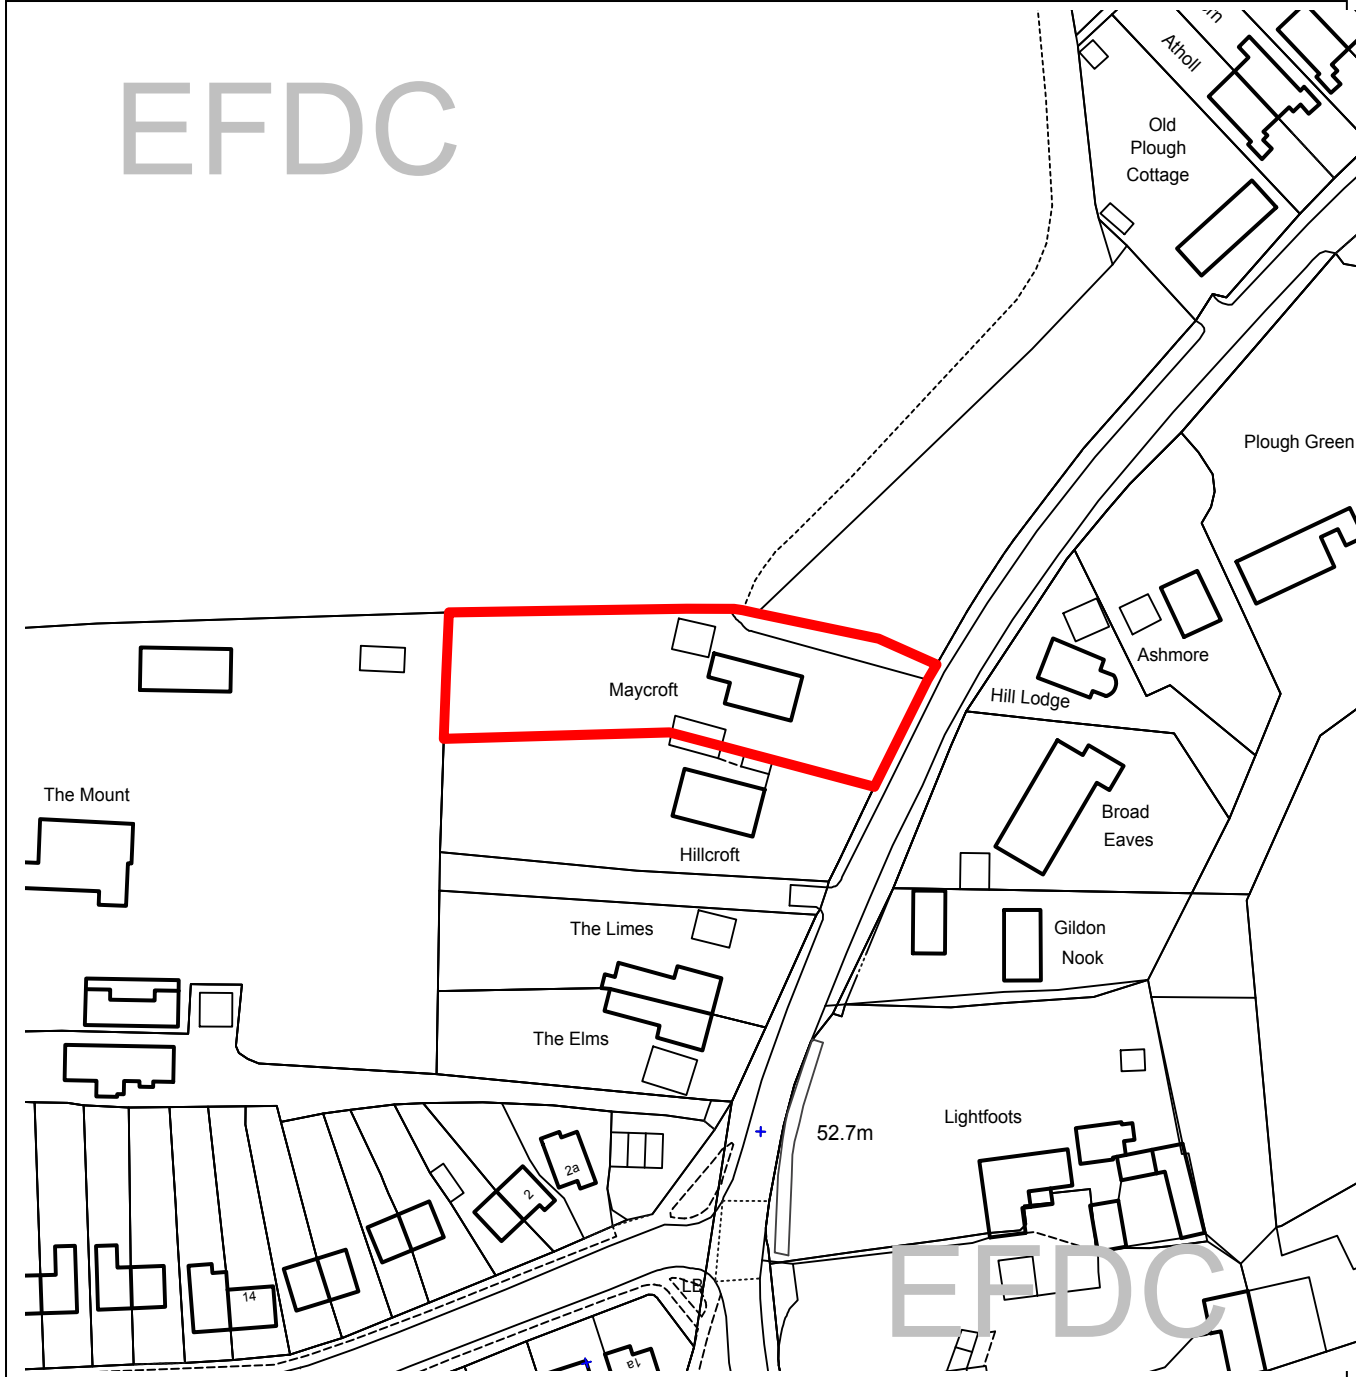 EFDC
Atholl
Old
Plough
Cottage
Plough Green
Ashmore
Maycroft
Hill Lodge
The Mount
Broad
Eaves
Hillcroft
The Limes
Gildon
Nook
The Elms
Lightfoots
52.7m
2a
2
LB
14
1a
EFDC